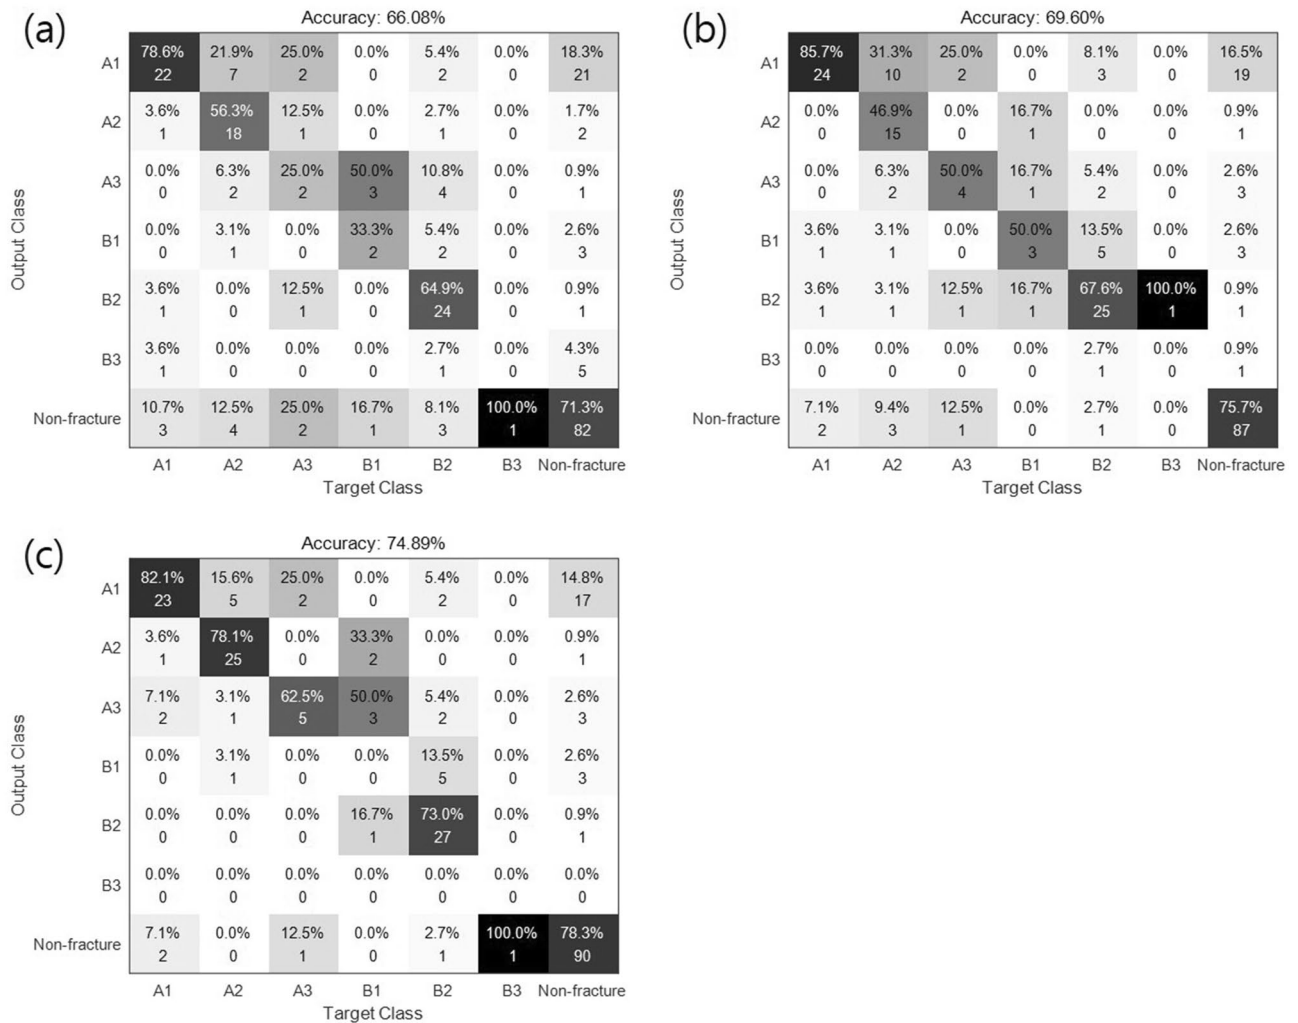 (a)
Accuracy: 66.08%
A1
78.6% 21.9% 25.0% 0.0% 5.4% 0.0% 18.3%
22 7 2 0 2 0 21
A2
3.6% 56.3% 12.5% 0.0% 2.7% 0.0% 1.7%
1 18 1 0 1 0 2
A3
0.0% 6.3% 25.0% 50.0% 10.8% 0.0% 0.9%
0 2 2 3 4 0 1
B1
0.0% 3.1% 0.0% 33.3% 5.4% 0.0% 2.6%
0 1 0 2 2 0 3
B2
3.6% 0.0% 12.5% 0.0% 64.9% 0.0% 0.9%
1 0 1 0 24 0 1
B3
3.6% 0.0% 0.0% 0.0% 2.7% 0.0% 4.3%
1 0 0 0 1 0 5
Non-fracture
10.7% 12.5% 25.0% 16.7% 8.1% 100.0% 71.3%
3 4 2 1 3 1 82
A1 A2 A3 B1 B2 B3 Non-fracture
Target Class
Output Class
(b)
Accuracy: 69.60%
A1
85.7% 31.3% 25.0% 0.0% 8.1% 0.0% 16.5%
24 10 2 0 3 0 19
A2
0.0% 46.9% 0.0% 16.7% 0.0% 0.0% 0.9%
0 15 0 1 0 0 1
A3
0.0% 6.3% 50.0% 16.7% 5.4% 0.0% 2.6%
0 2 4 1 2 0 3
B1
3.6% 3.1% 0.0% 50.0% 13.5% 0.0% 2.6%
1 1 0 3 5 0 3
B2
3.6% 3.1% 12.5% 16.7% 67.6% 100.0% 0.9%
1 1 1 1 25 1 1
B3
0.0% 0.0% 0.0% 0.0% 2.7% 0.0% 0.9%
0 0 0 0 1 0 1
Non-fracture
7.1% 9.4% 12.5% 0.0% 2.7% 0.0% 75.7%
2 3 1 0 1 0 87
A1 A2 A3 B1 B2 B3 Non-fracture
Target Class
Output Class
(c)
Accuracy: 74.89%
A1
82.1% 15.6% 25.0% 0.0% 5.4% 0.0% 14.8%
23 5 2 0 2 0 17
A2
3.6% 78.1% 0.0% 33.3% 0.0% 0.0% 0.9%
1 25 0 2 0 0 1
A3
7.1% 3.1% 62.5% 50.0% 5.4% 0.0% 2.6%
2 1 5 3 2 0 3
B1
0.0% 3.1% 0.0% 0.0% 13.5% 0.0% 2.6%
0 1 0 0 5 0 3
B2
0.0% 0.0% 0.0% 16.7% 73.0% 0.0% 0.9%
0 0 0 1 27 0 1
B3
0.0% 0.0% 0.0% 0.0% 0.0% 0.0% 0.0%
0 0 0 0 0 0 0
Non-fracture
7.1% 0.0% 12.5% 0.0% 2.7% 100.0% 78.3%
2 0 1 0 1 1 90
A1 A2 A3 B1 B2 B3 Non-fracture
Target Class
Output Class